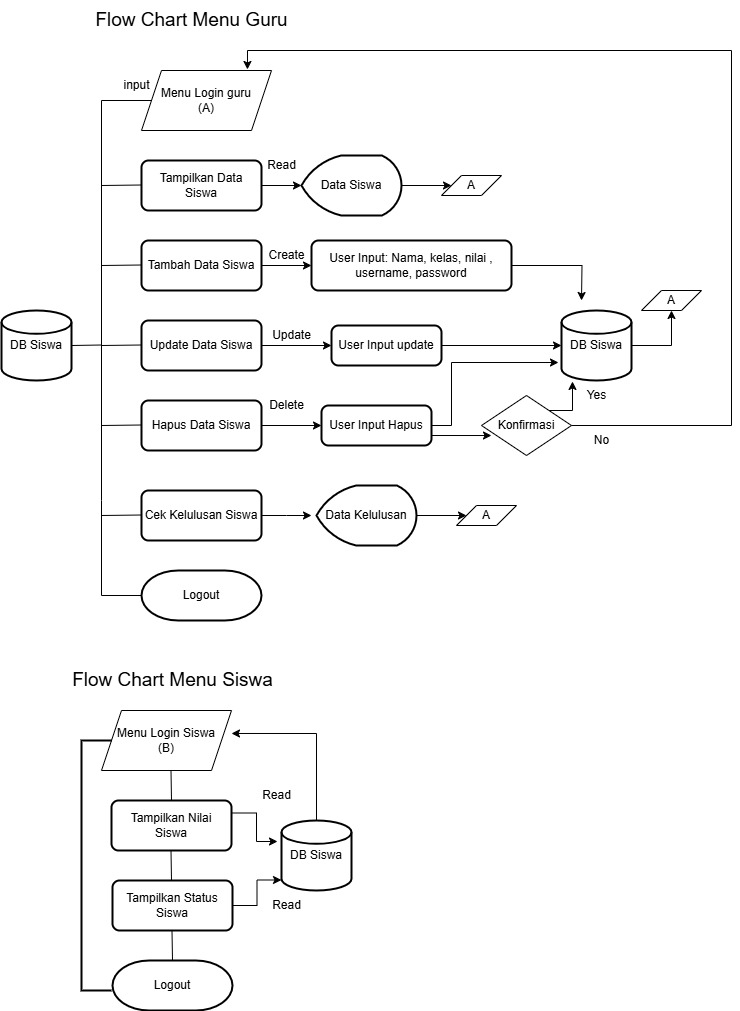 Flow Chart Menu Guru
input
Menu Login guru
(A)
Tampilkan Data
Siswa
Read
Data Siswa
A
Tambah Data Siswa
Create
User Input: Nama, kelas, nilai ,
username, password
A
DB Siswa
Update Data Siswa
Update
User Input update
DB Siswa
Hapus Data Siswa
Delete
User Input Hapus
Konfirmasi
Yes
No
Cek Kelulusan Siswa
Data Kelulusan
A
Logout
Flow Chart Menu Siswa
Menu Login Siswa
(B)
Tampilkan Nilai
Siswa
Read
DB Siswa
Tampilkan Status
Siswa
Read
Logout